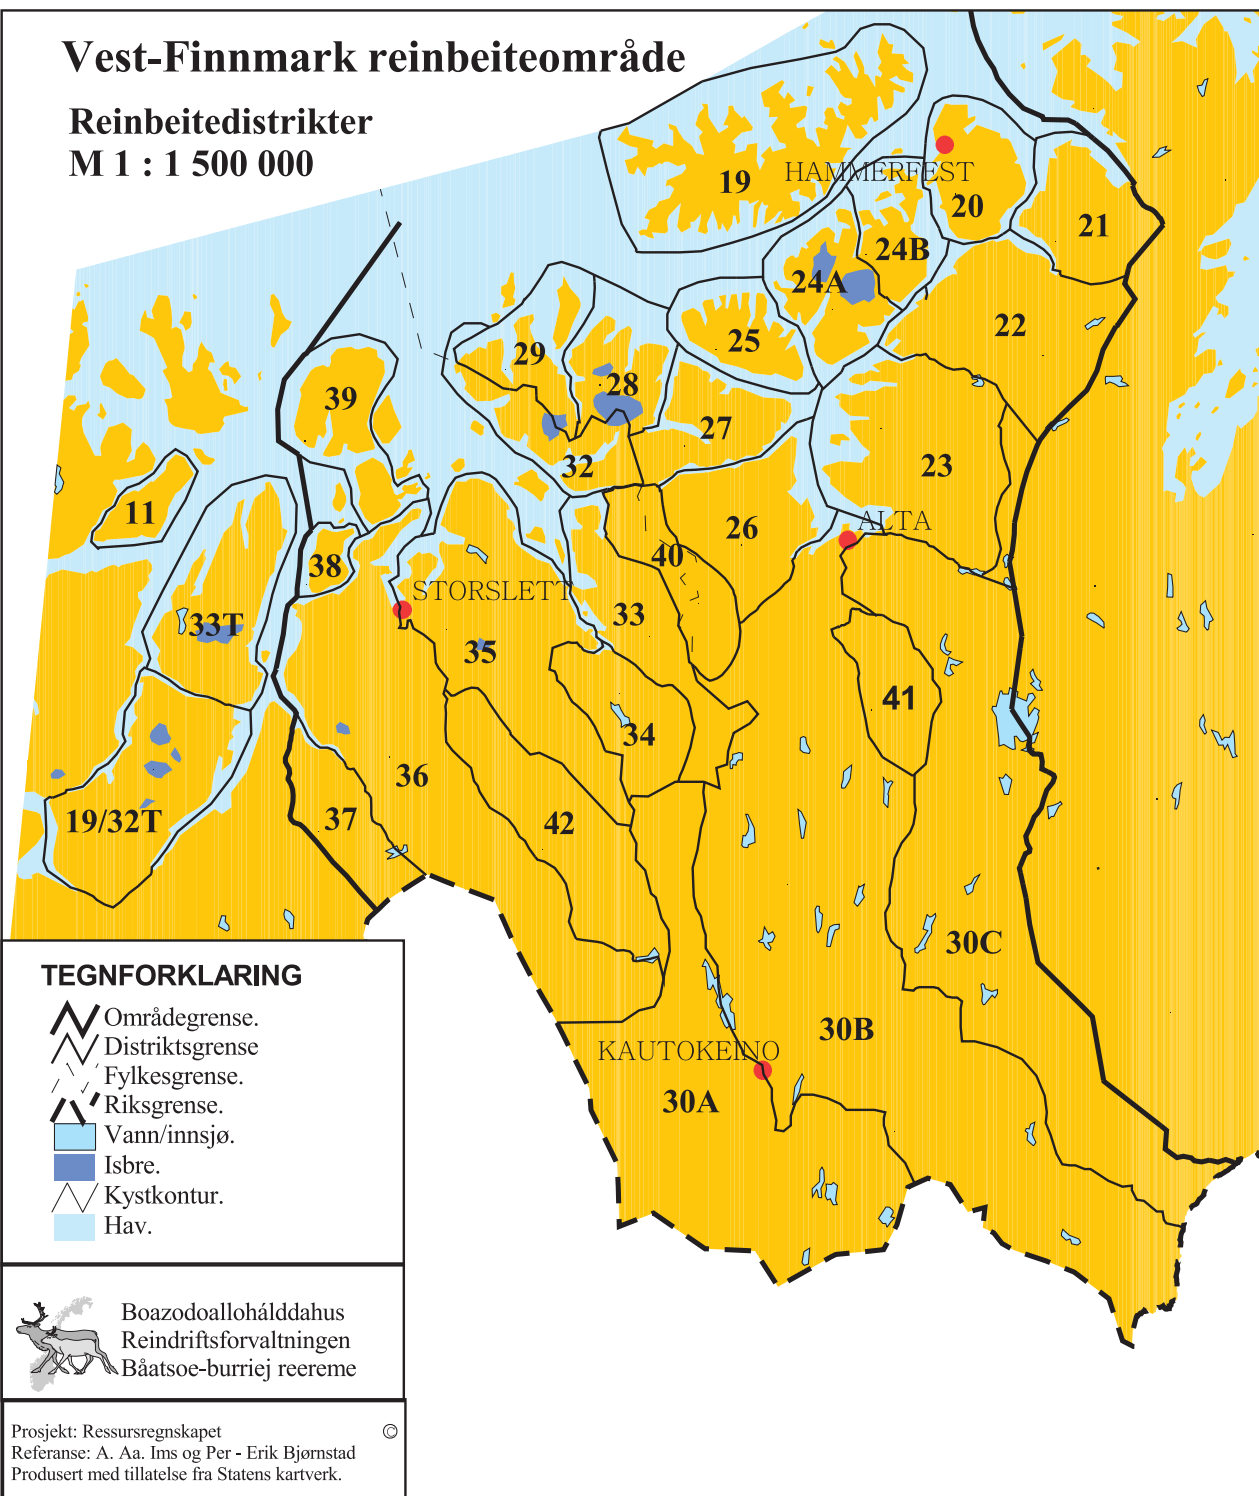 Vest-Finnmark reinbeiteområde
Reinbeitedistrikter
M 1 : 1 500 000
19
HAMMERFEST
20
21
24B
24A
22
25
29
28
39
27
32
23
11
26
ALTA
40
38
STORSLETT
33
33T
35
41
34
36
19/32T
37
42
30C
30B
KAUTOKEINO
30A
TEGNFORKLARING
Områdegrense.
Distriktsgrense
Fylkesgrense.
Riksgrense.
Vann/innsjø.
Isbre.
Kystkontur.
Hav.
Boazodoallohálddahus
Reindriftsforvaltningen
Båatsoe-burriej reereme
Prosjekt: Ressursregnskapet ©
Referanse: A. Aa. Ims og Per - Erik Bjørnstad
Produsert med tillatelse fra Statens kartverk.